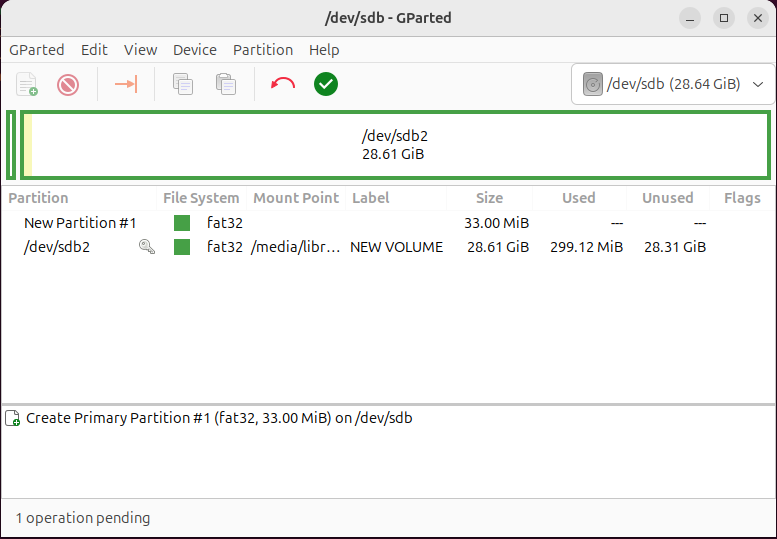 /dev/sdb - GParted
GParted Edit View Device Partition Help
/dev/sdb (28.64 GiB)
/dev/sdb2
28.61 GiB
Partition File System Mount Point Label Size Used Unused Flags
New Partition #1 fat32 33.00 MiB --- ---
/dev/sdb2 fat32 /media/libr... NEW VOLUME 28.61 GiB 299.12 MiB 28.31 GiB
Create Primary Partition #1 (fat32, 33.00 MiB) on /dev/sdb
1 operation pending